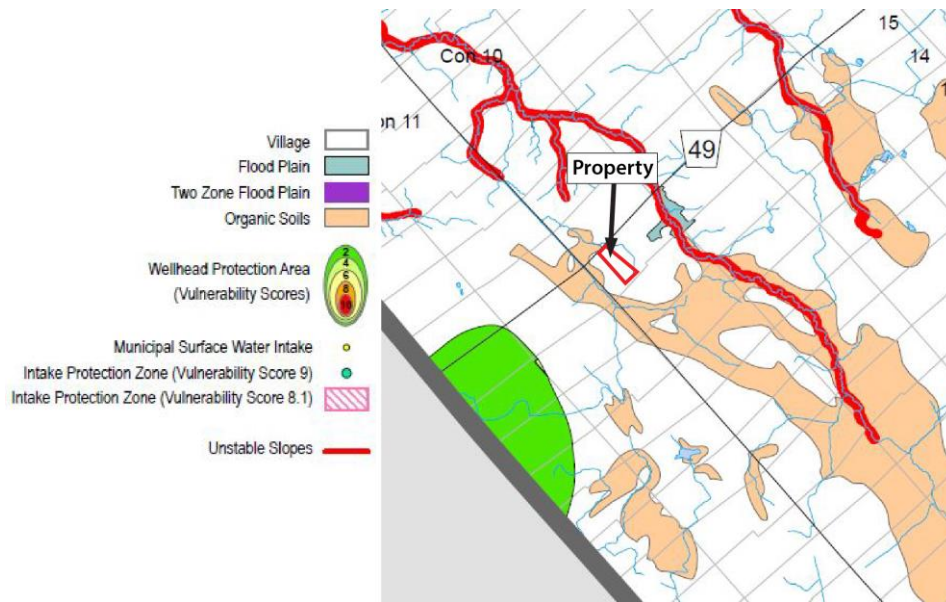 Village
Flood Plain
Two Zone Flood Plain
Organic Soils
Wellhead Protection Area
(Vulnerability Scores)
2
4
6
8
10
Municipal Surface Water Intake
Intake Protection Zone (Vulnerability Score 9)
Intake Protection Zone (Vulnerability Score 8.1)
Unstable Slopes
Con 10
on 11
15
14
1
49
Property